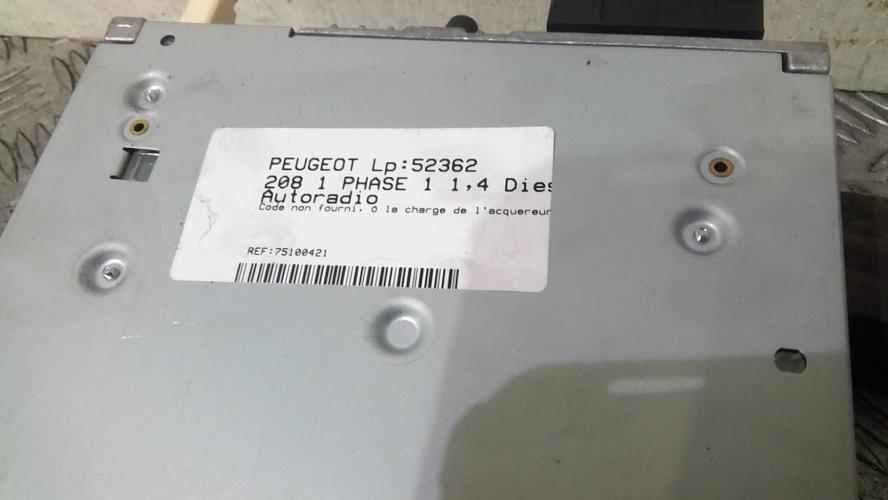 PEUGEOT Lp:52362
208 1 PHASE 1 1,4 Dies
Autoradio
Code non fourni, à la charge de l'acquereur
REF:75100421